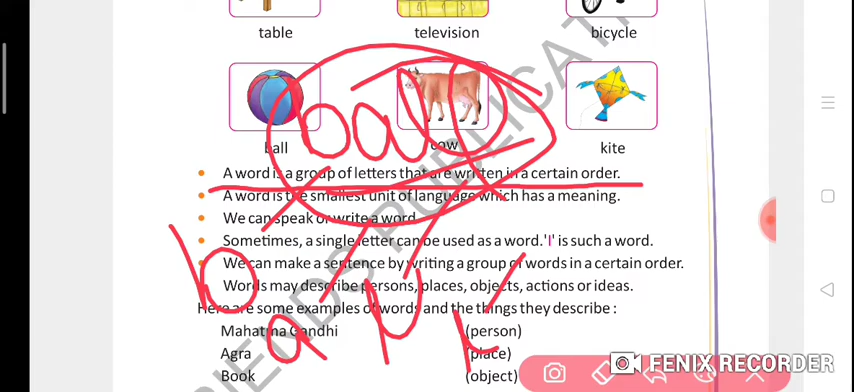 table television bicycle
ball cow kite
ball
• A word is a group of letters that are written in a certain order.
• A word is the smallest unit of language which has a meaning.
• We can speak or write a word.
• Sometimes, a single letter can be used as a word. 'I' is such a word.
• We can make a sentence by writing a group of words in a certain order.
• Words may describe persons, places, objects, actions or ideas.
b a l l
Here are some examples of words and the things they describe :
Mahatma Gandhi (person)
Agra (place)
Book (object)
FRIENDS PUBLICATI
FENIX RECORDER